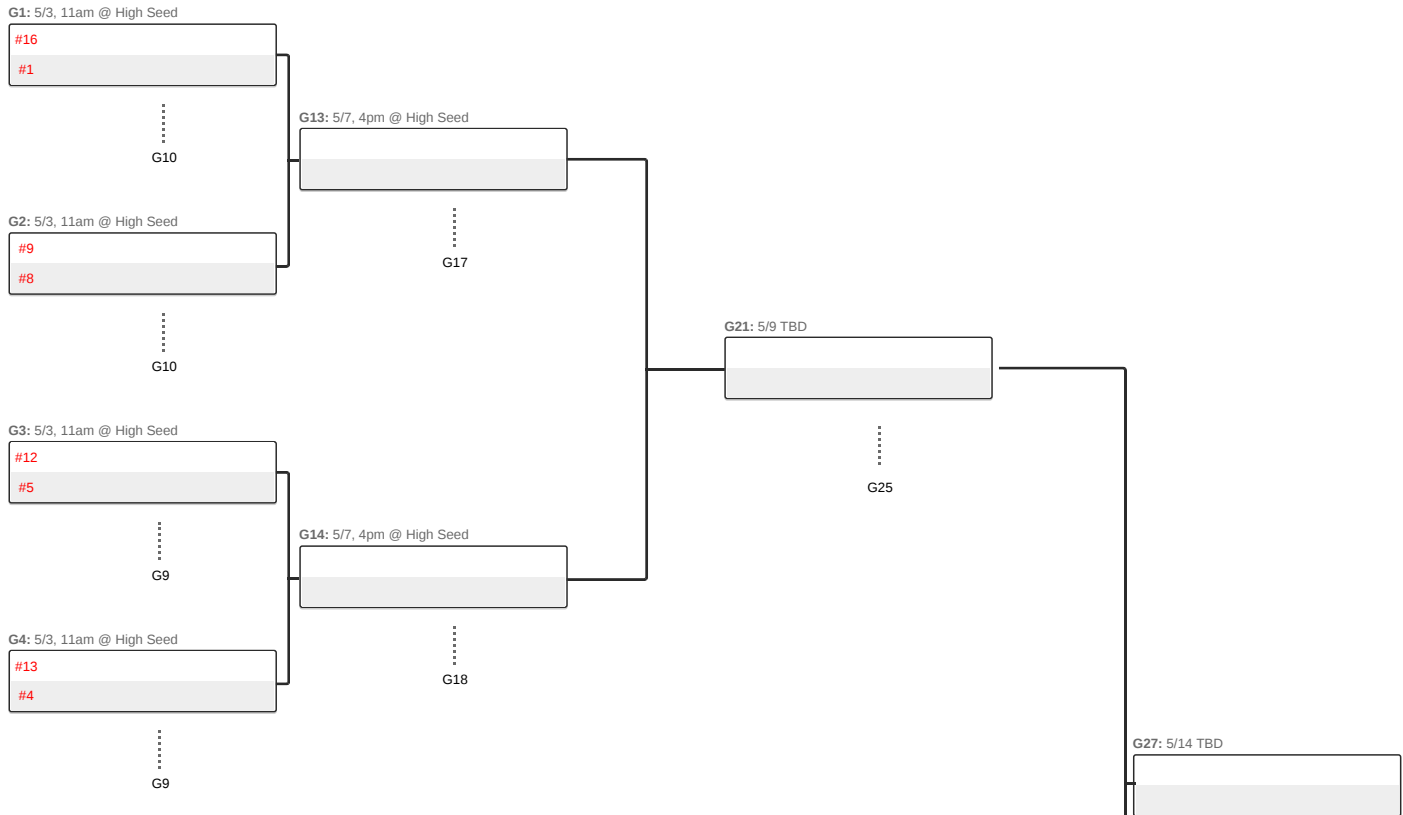 G1: 5/3, 11am @ High Seed
#16
#1
G10
G2: 5/3, 11am @ High Seed
#9
#8
G10
G3: 5/3, 11am @ High Seed
#12
#5
G9
G4: 5/3, 11am @ High Seed
#13
#4
G9
G13: 5/7, 4pm @ High Seed
G17
G14: 5/7, 4pm @ High Seed
G18
G21: 5/9 TBD
G25
G27: 5/14 TBD